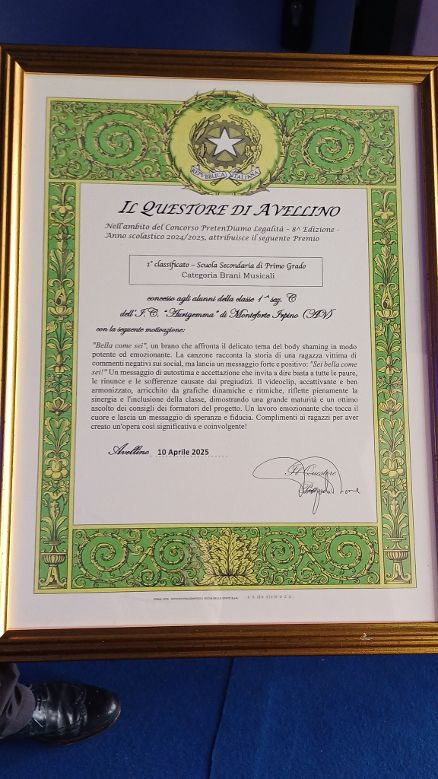 REPUBBLICA ITALIANA
IL QUESTORE DI AVELLINO
Nell'ambito del Concorso PretenDiamo Legalità - 8^ Edizione -
Anno scolastico 2024/2025, attribuisce il seguente Premio
1° classificato - Scuola Secondaria di Primo Grado
Categoria Brani Musicali
concesso agli alunni della classe 1^ sez. C
dell'I.C. "Aurigemma" di Monteforte Irpino (AV)
con la seguente motivazione:
"Bella come sei", un brano che affronta il delicato tema del body shaming in modo
potente ed emozionante. La canzone racconta la storia di una ragazza vittima di
commenti negativi sui social, ma lancia un messaggio forte e positivo: "Sei bella come
sei!" Un messaggio di autostima e accettazione che invita a dire basta a tutte le paure,
le rinunce e le sofferenze causate dai pregiudizi. Il videoclip, accattivante e ben
armonizzato, arricchito da grafiche dinamiche e ritmiche, riflette pienamente la
sinergia e l'inclusione della classe, dimostrando una grande maturità e un ottimo
ascolto dei consigli dei formatori del progetto. Un lavoro emozionante che tocca il
cuore e lascia un messaggio di speranza e fiducia. Complimenti ai ragazzi per aver
creato un'opera così significativa e coinvolgente!
Avellino 10 Aprile 2025
Il Questore